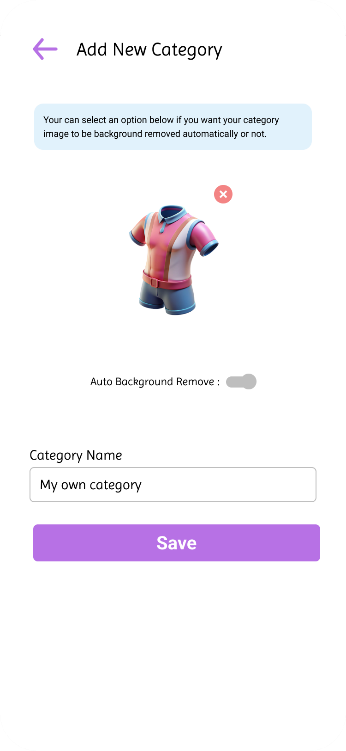 Add New Category
Your can select an option below if you want your category
image to be background removed automatically or not.
Auto Background Remove :
Category Name
My own category
Save